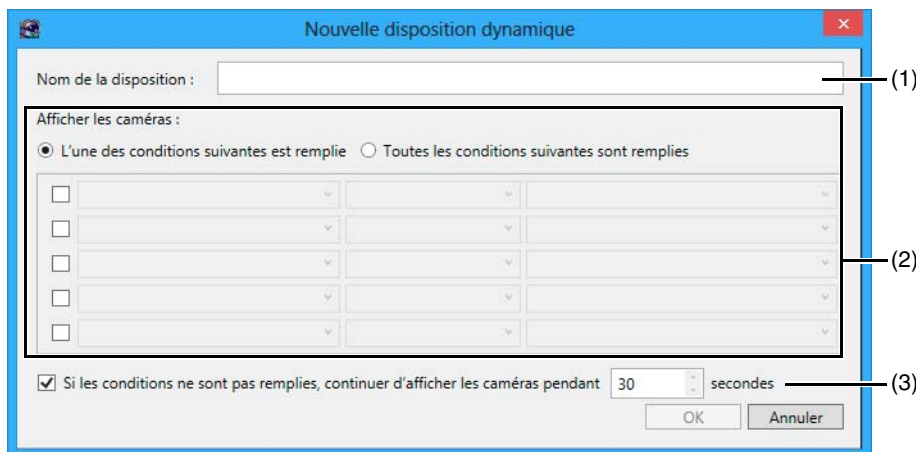 Nouvelle disposition dynamique
Nom de la disposition :
(1)
Afficher les caméras :
L'une des conditions suivantes est remplie Toutes les conditions suivantes sont remplies
(2)
Si les conditions ne sont pas remplies, continuer d'afficher les caméras pendant 30 secondes
(3)
OK Annuler